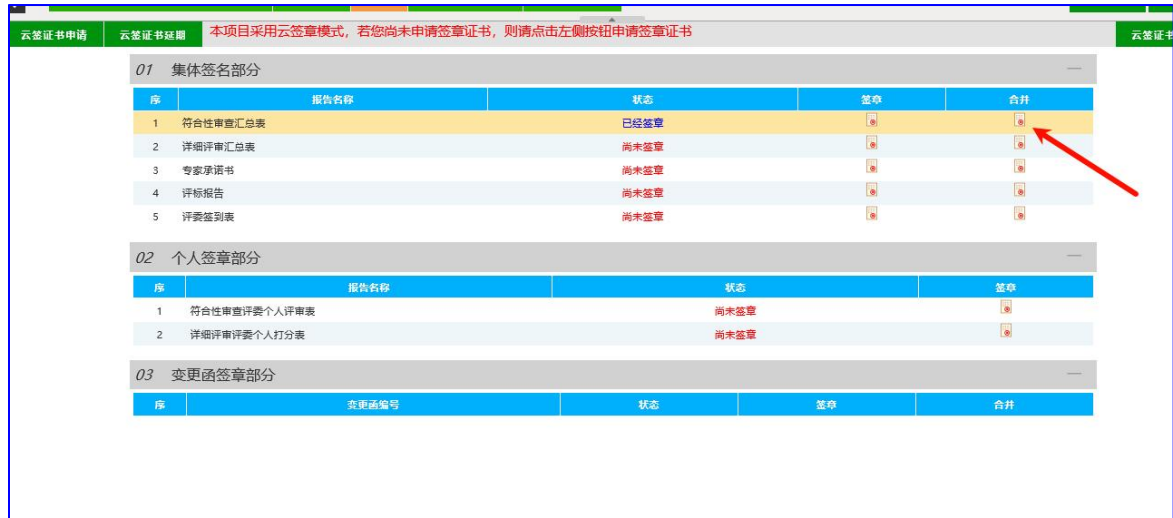 云签证书申请 云签证书延期 本项目采用云签章模式，若您尚未申请签章证书，则请点击左侧按钮申请签章证书
01 集体签名部分
序 报告名称 状态 签章 合并
1 符合性审查汇总表 已经签章
2 详细评审汇总表 尚未签章
3 专家承诺书 尚未签章
4 评标报告 尚未签章
5 评委签到表 尚未签章
02 个人签章部分
序 报告名称 状态 签章
1 符合性审查评委个人评审表 尚未签章
2 详细评审评委个人打分表 尚未签章
03 变更函签章部分
序 变更函编号 状态 签章 合并